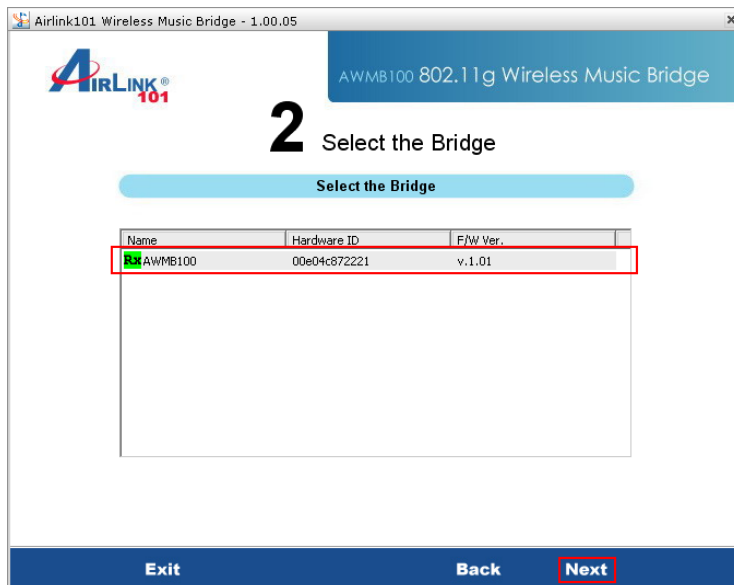 Airlink101 Wireless Music Bridge - 1.00.05
AIRLINK®
101
AWMB100 802.11g Wireless Music Bridge
2 Select the Bridge
Select the Bridge
Name Hardware ID F/W Ver.
Rx AWMB100 00e04c872221 v.1.01
Exit Back Next